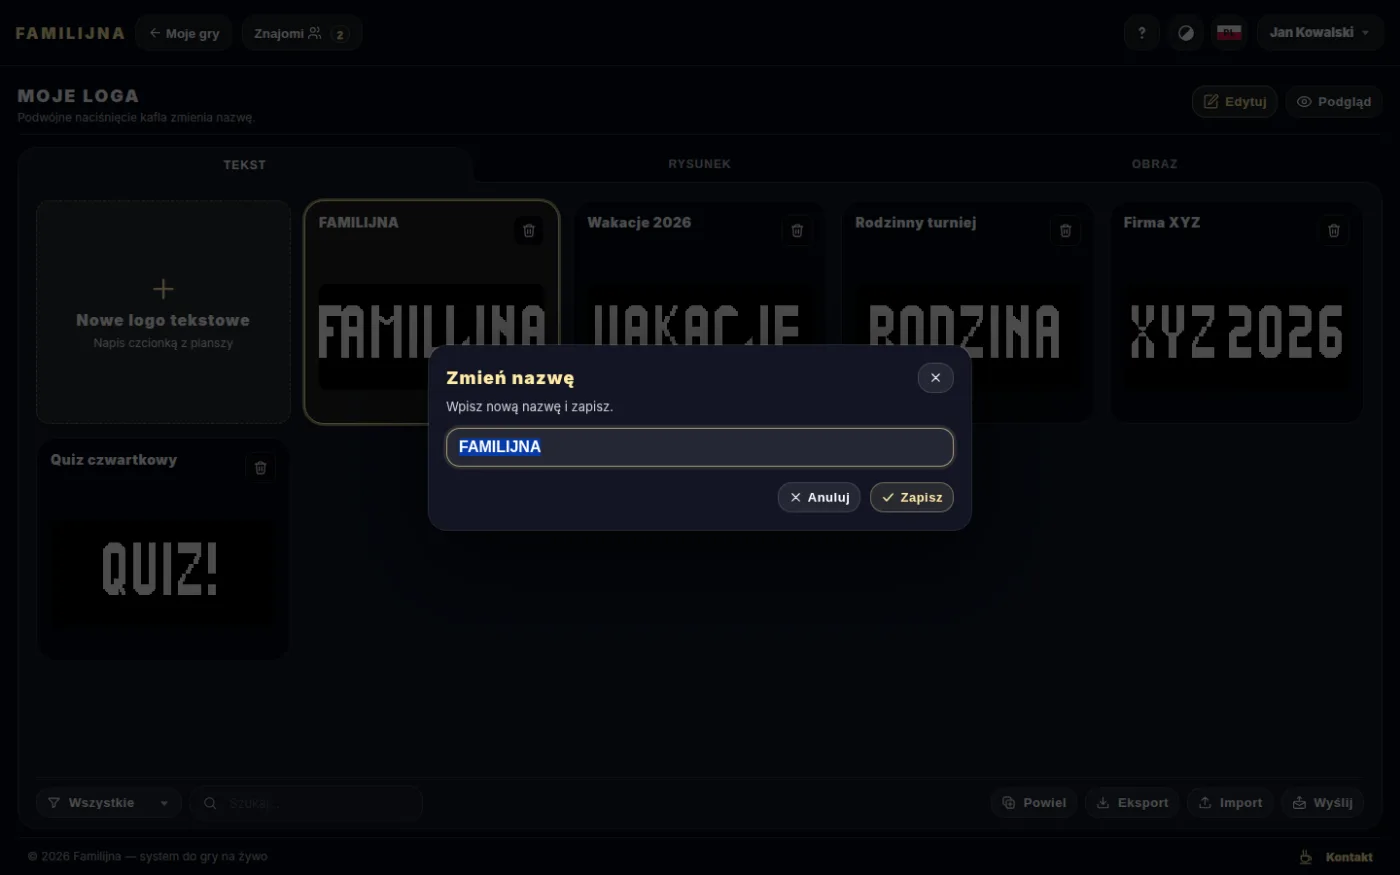 FAMILIJNA
← Moje gry
Znajomi
2
?
PL
Jan Kowalski
MOJE LOGA
Podwójne naciśnięcie kafla zmienia nazwę.
Edytuj
Podgląd
TEKST
RYSUNEK
OBRAZ
Nowe logo tekstowe
Napis czcionką z planszy
FAMILIJNA
FAMILIJNA
Wakacje 2026
WAKACJE
Rodzinny turniej
RODZINA
Firma XYZ
XYZ 2026
Zmień nazwę
Wpisz nową nazwę i zapisz.
FAMILIJNA
Anuluj
Zapisz
Quiz czwartkowy
QUIZ!
Wszystkie
Szukaj...
Powiel
Eksport
Import
Wyślij
© 2026 Familijna — system do gry na żywo
Kontakt